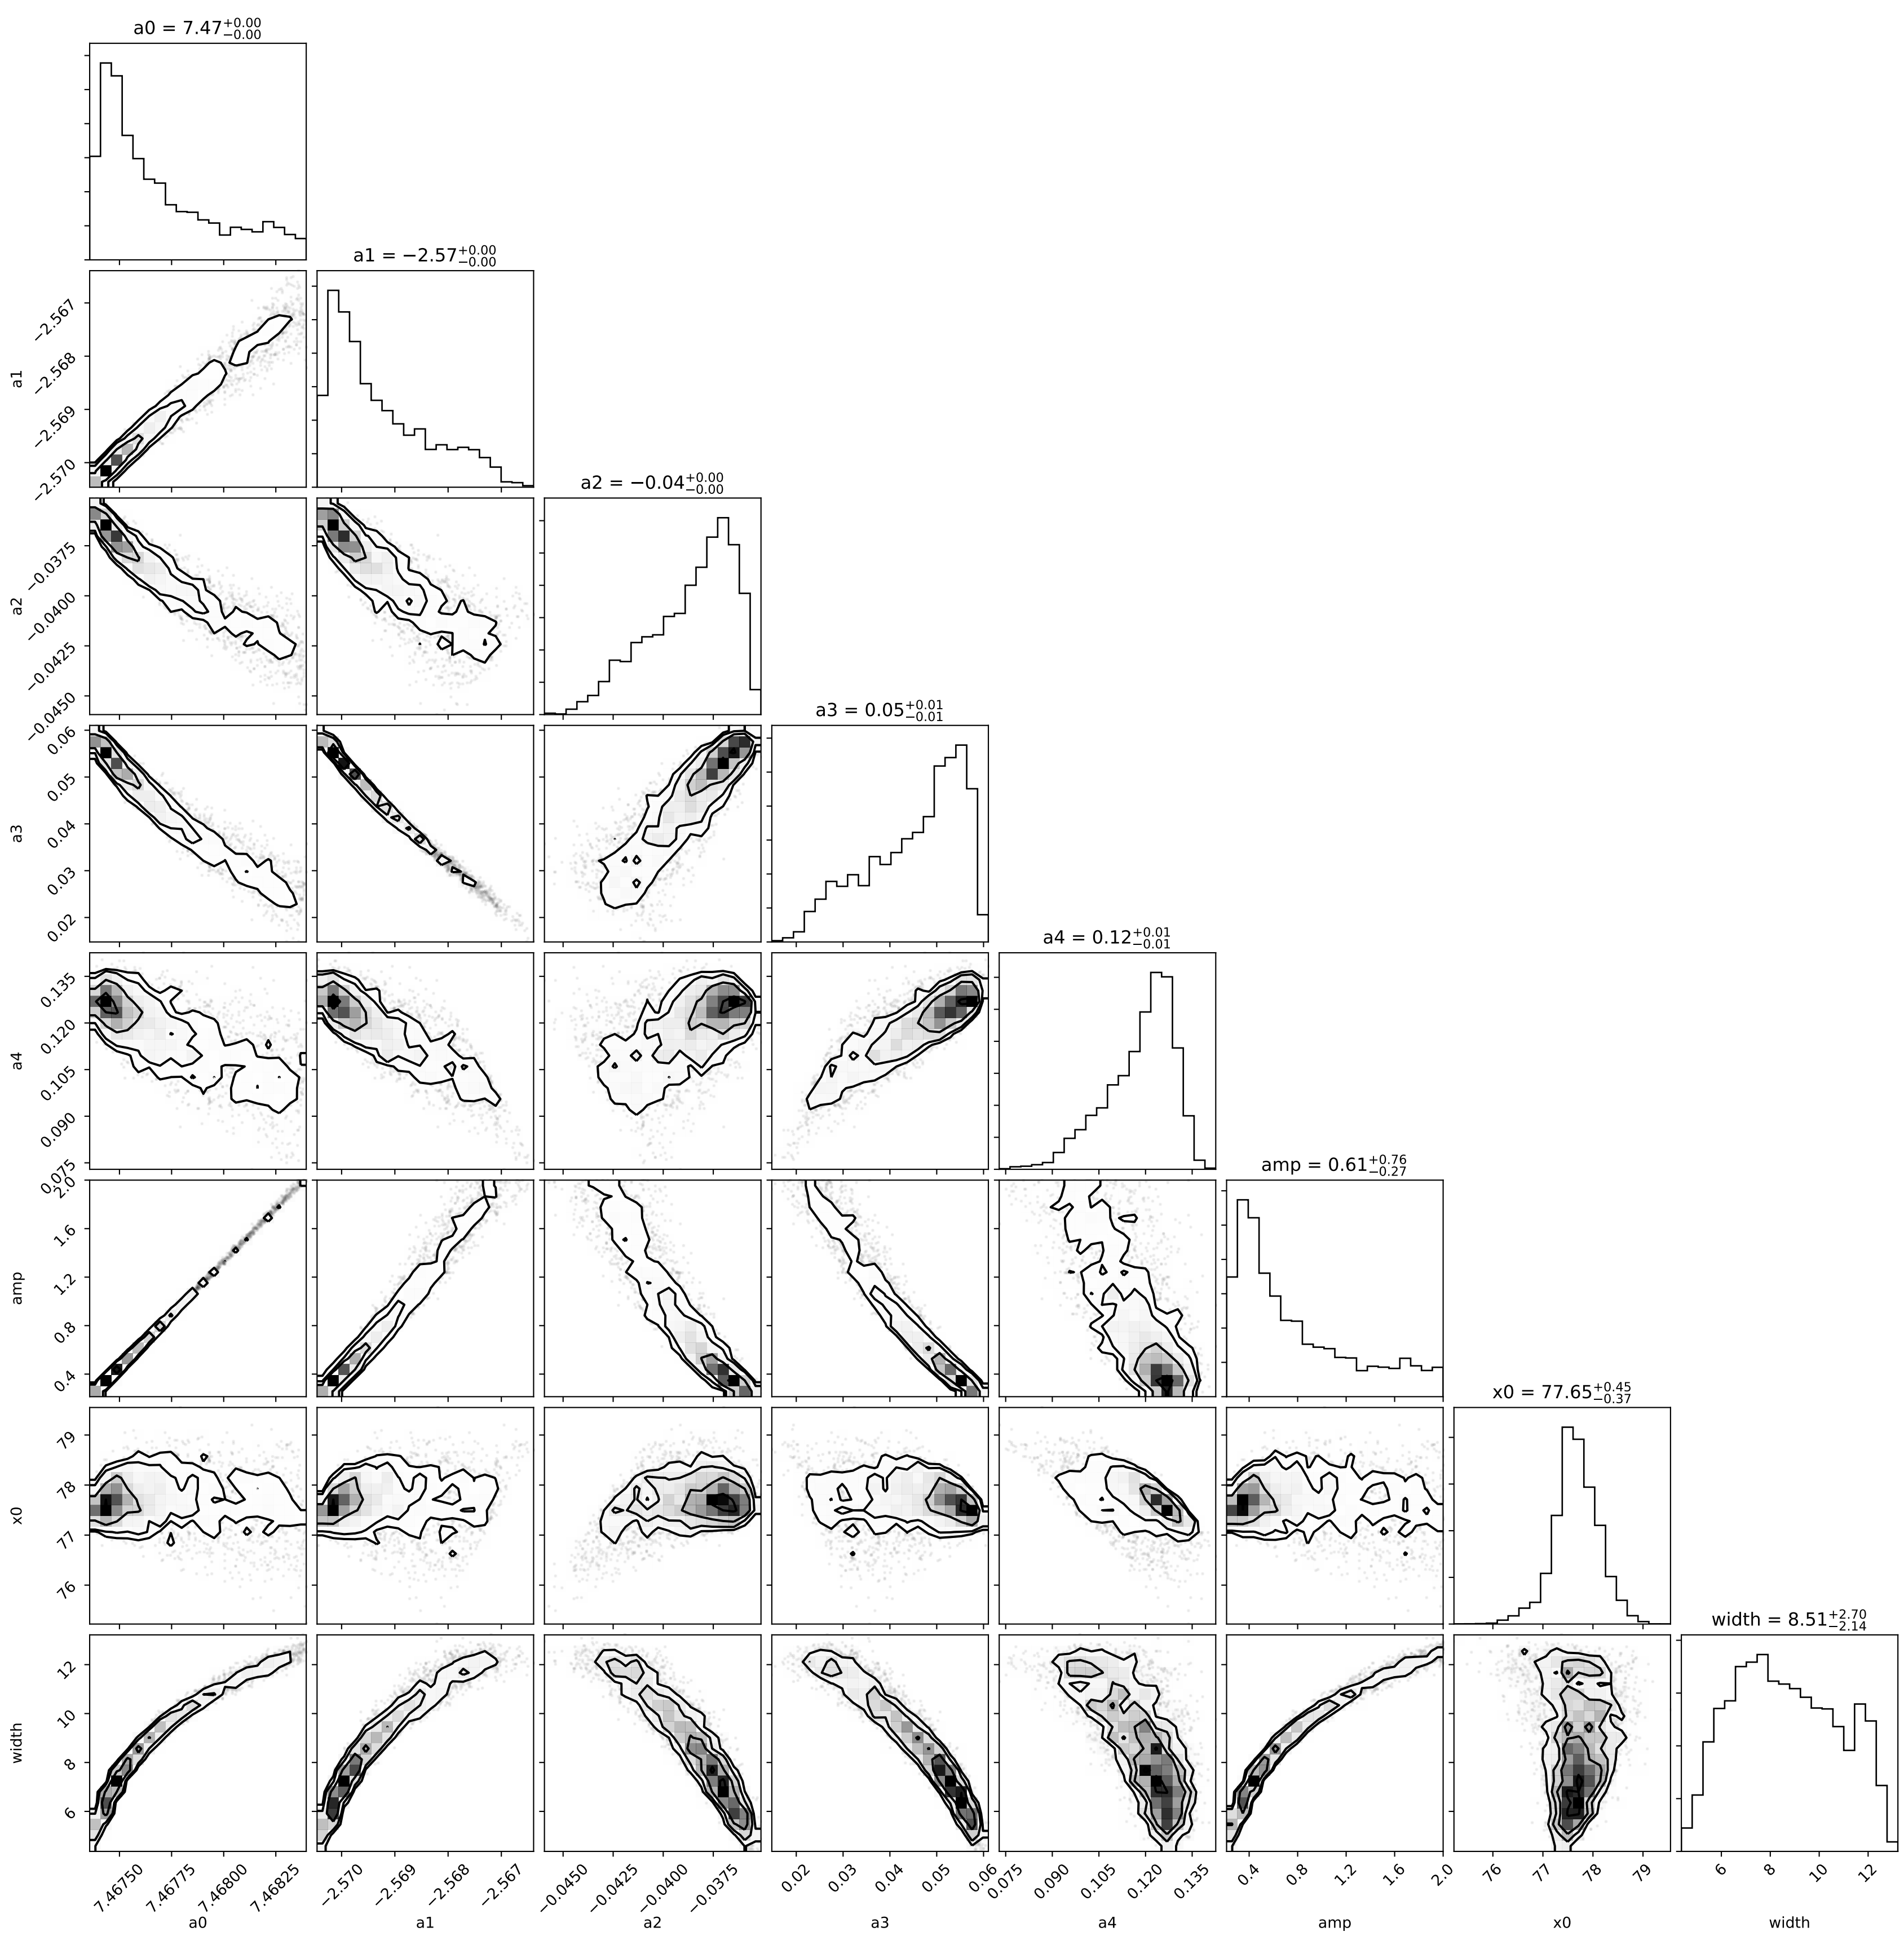 a0 = 7.47+0.00 −0.00
a1 = −2.57+0.00 −0.00
−2.567
−2.568
−2.569
−2.570
a1
a2 = −0.04+0.00 −0.00
−0.0375
−0.0400
−0.0425
−0.0450
a2
a3 = 0.05+0.01 −0.01
0.06
0.05
0.04
0.03
0.02
a3
a4 = 0.12+0.01 −0.01
0.135
0.120
0.105
0.090
0.075
a4
amp = 0.61+0.76 −0.27
2.0
1.6
1.2
0.8
0.4
amp
x0 = 77.65+0.45 −0.37
79
78
77
76
x0
width = 8.51+2.70 −2.14
12
10
8
6
width
7.46750 7.46775 7.46800 7.46825
−2.570 −2.569 −2.568 −2.567
−0.0450 −0.0425 −0.0400 −0.0375
0.02 0.03 0.04 0.05 0.06
0.075 0.090 0.105 0.120 0.135
0.4 0.8 1.2 1.6 2.0
76 77 78 79
6 8 10 12
a0 a1 a2 a3 a4 amp x0 width